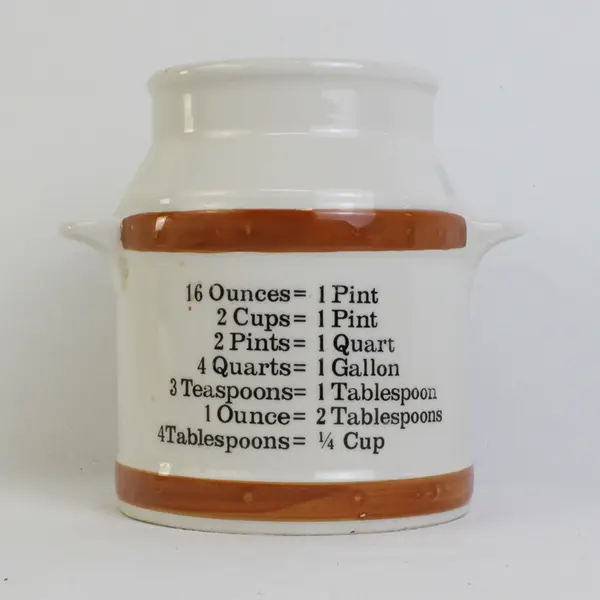 16 Ounces= 1 Pint
2 Cups= 1 Pint
2 Pints= 1 Quart
4 Quarts= 1 Gallon
3 Teaspoons= 1 Tablespoon
1 Ounce= 2 Tablespoons
4Tablespoons= ¼ Cup